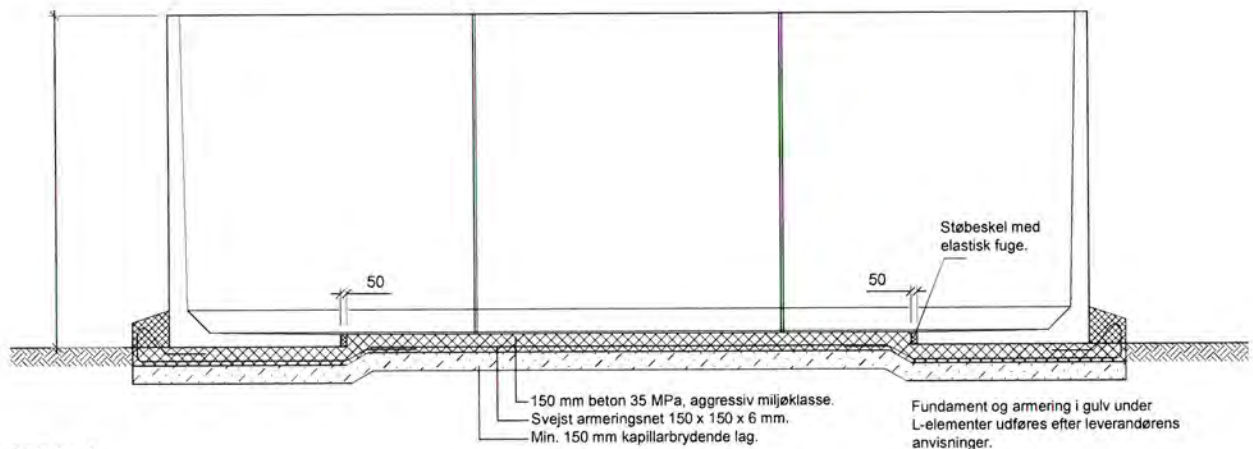 Støbeskel med
elastisk fuge.
50
50
150 mm beton 35 MPa, aggressiv miljøklasse.
Svejst armeringsnet 150 x 150 x 6 mm.
Min. 150 mm kapillarbrydende lag.
Fundament og armering i gulv under
L-elementer udføres efter leverandørens
anvisninger.